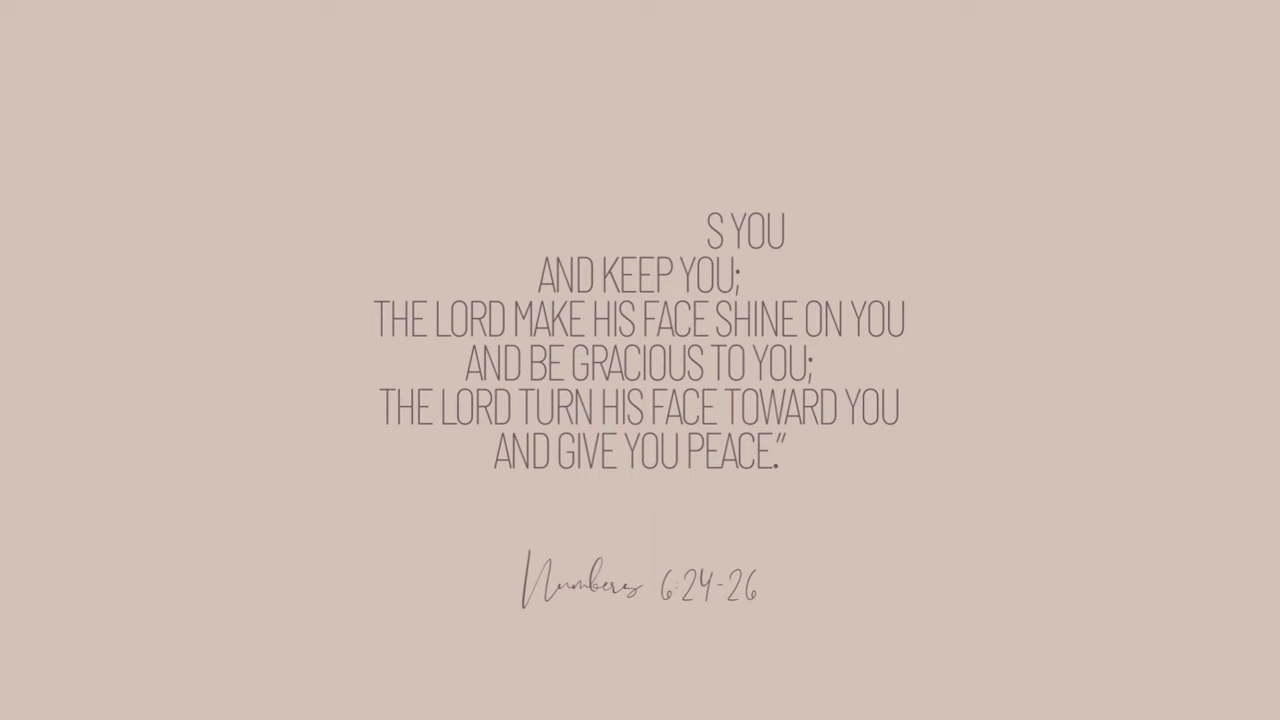 S YOU
AND KEEP YOU;
THE LORD MAKE HIS FACE SHINE ON YOU
AND BE GRACIOUS TO YOU;
THE LORD TURN HIS FACE TOWARD YOU
AND GIVE YOU PEACE.”
Numbers 6:24-26